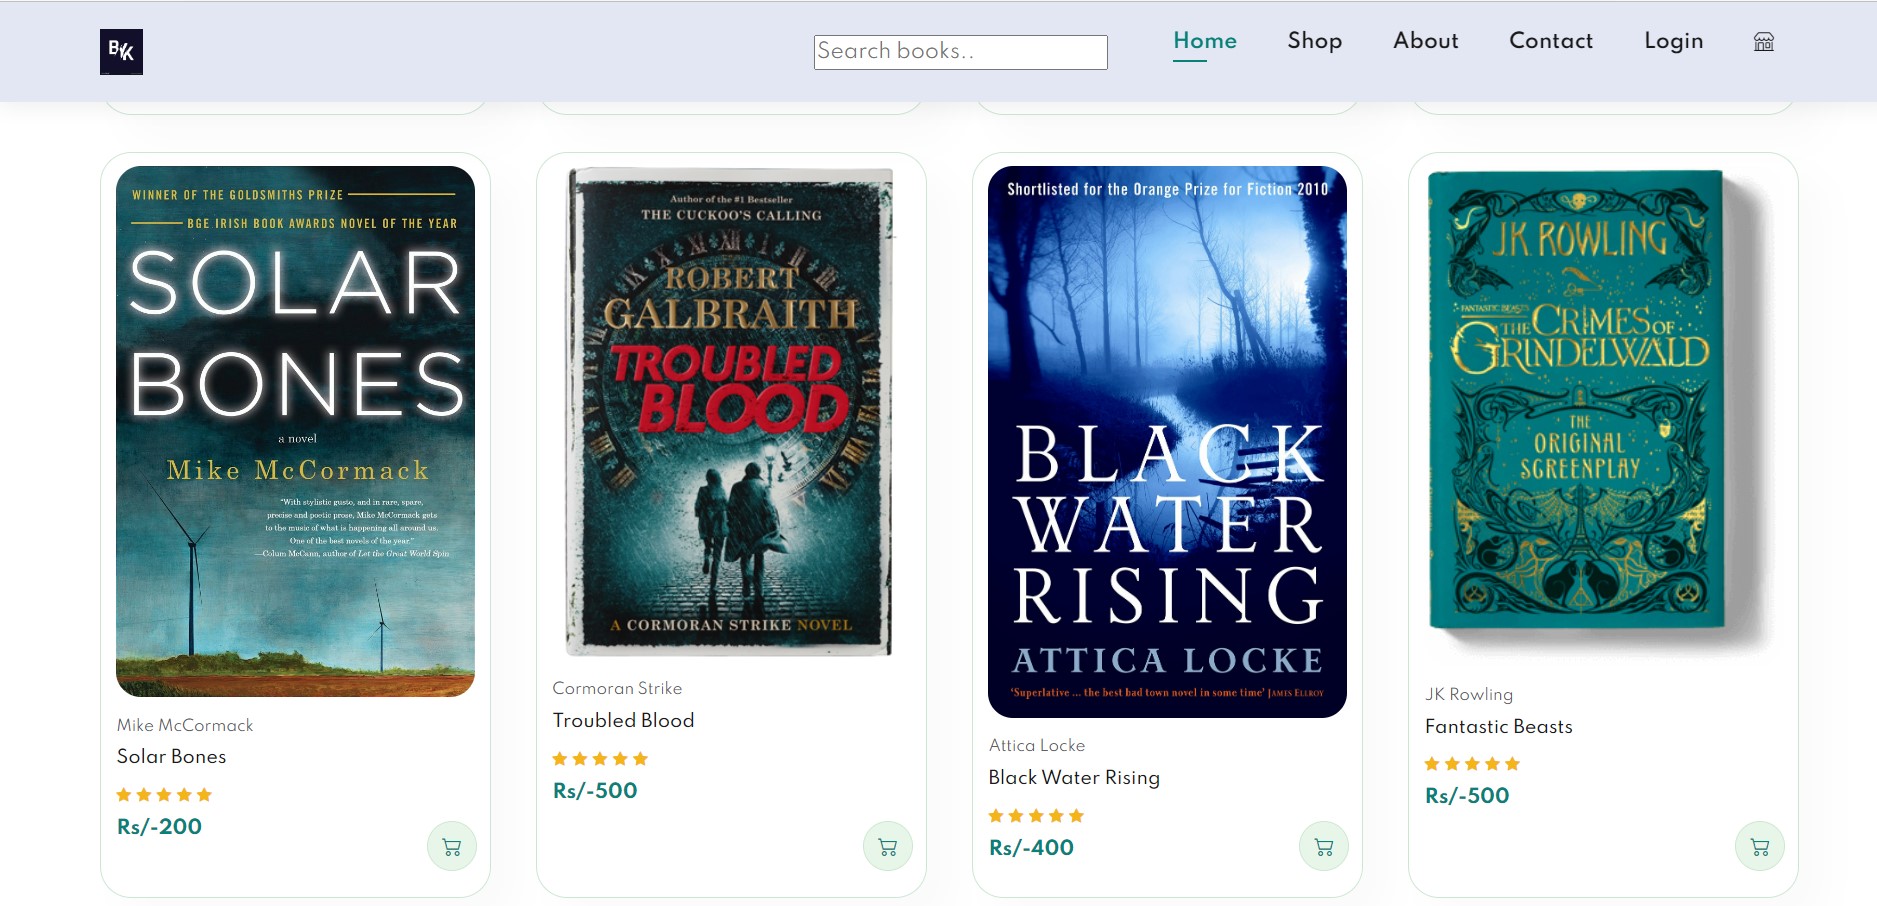 BYK
Search books..
Home
Shop
About
Contact
Login
WINNER OF THE GOLDSMITHS PRIZE
BGE IRISH BOOK AWARDS NOVEL OF THE YEAR
SOLAR
BONES
a novel
Mike McCormack
"With stylistic gusto, and in rare, spare,
precise and poetic prose, Mike McCormack gets
to the music of what is happening all around us.
One of the best novels of the year."
—Colum McCann, author of Let the Great World Spin
Mike McCormack
Solar Bones
Rs/-200
Author of the #1 Bestseller
THE CUCKOO'S CALLING
ROBERT
GALBRAITH
TROUBLED
BLOOD
A CORMORAN STRIKE NOVEL
Cormoran Strike
Troubled Blood
Rs/-500
Shortlisted for the Orange Prize for Fiction 2010
BLACK
WATER
RISING
ATTICA LOCKE
'Superlative ... the best bad town novel in some time' JAMES ELLROY
Attica Locke
Black Water Rising
Rs/-400
J.K. ROWLING
FANTASTIC BEASTS
THE CRIMES OF
GRINDELWALD
THE
ORIGINAL
SCREENPLAY
JK Rowling
Fantastic Beasts
Rs/-500